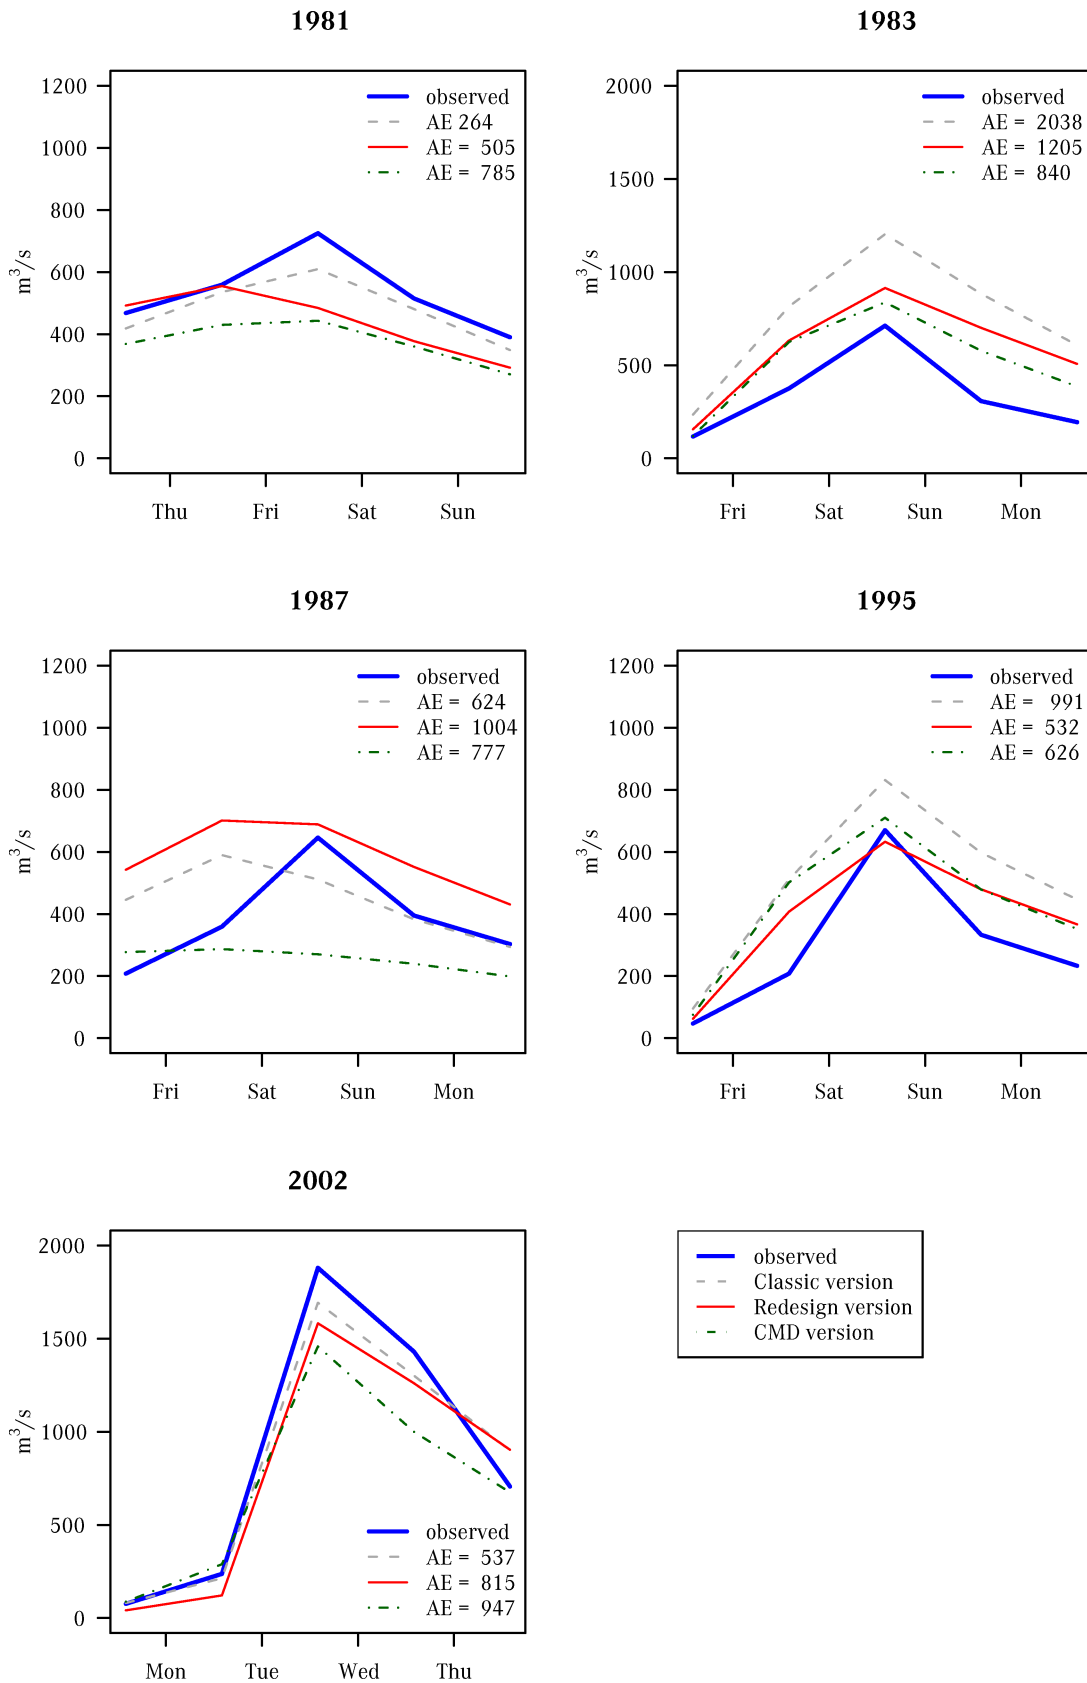 1981
1200
1000
800
600
400
200
0
m³/s
observed
AE 264
AE = 505
AE = 785
Thu Fri Sat Sun
1983
2000
1500
1000
500
0
m³/s
observed
AE = 2038
AE = 1205
AE = 840
Fri Sat Sun Mon
1987
1200
1000
800
600
400
200
0
m³/s
observed
AE = 624
AE = 1004
AE = 777
Fri Sat Sun Mon
1995
1200
1000
800
600
400
200
0
m³/s
observed
AE = 991
AE = 532
AE = 626
Fri Sat Sun Mon
2002
2000
1500
1000
500
0
m³/s
observed
AE = 537
AE = 815
AE = 947
Mon Tue Wed Thu
observed
Classic version
Redesign version
CMD version